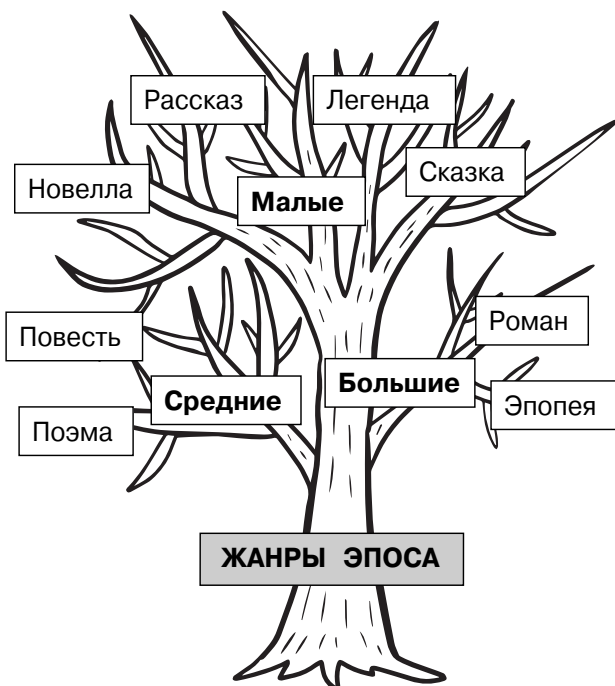 Рассказ
Легенда
Новелла
Малые
Сказка
Повесть
Средние
Большие
Роман
Поэма
Эпопея
ЖАНРЫ ЭПОСА